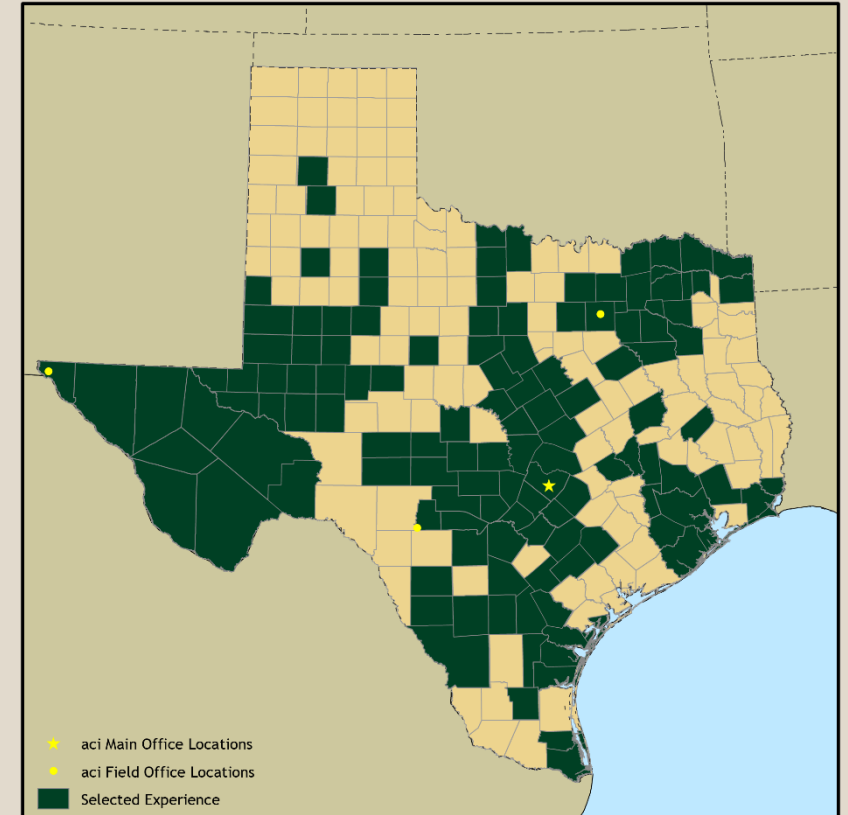 aci Main Office Locations
aci Field Office Locations
Selected Experience